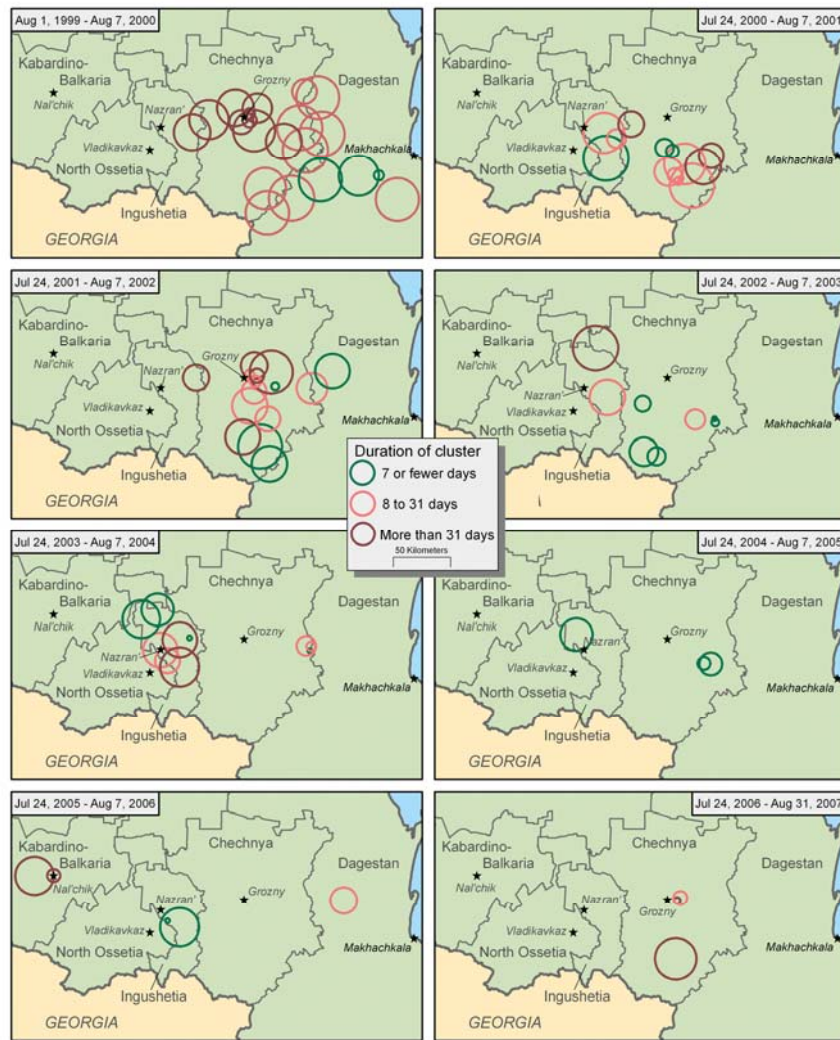 Aug 1, 1999 - Aug 7, 2000
Kabardino-
Balkaria
Nal'chik
Chechnya
Grozny
Dagestan
Nazran'
Vladikavkaz
North Ossetia
Makhachkala
Ingushetia
GEORGIA
Jul 24, 2000 - Aug 7, 2001
Kabardino-
Balkaria
Nal'chik
Chechnya
Dagestan
Nazran'
Grozny
Vladikavkaz
North Ossetia
Makhachkala
Ingushetia
GEORGIA
Jul 24, 2001 - Aug 7, 2002
Kabardino-
Balkaria
Nal'chik
Chechnya
Dagestan
Grozny
Nazran'
Vladikavkaz
North Ossetia
Makhachkala
Ingushetia
GEORGIA
Jul 24, 2002 - Aug 7, 2003
Kabardino-
Balkaria
Nal'chik
Chechnya
Dagestan
Grozny
Nazran'
Vladikavkaz
North Ossetia
Makhachkala
Ingushetia
GEORGIA
Duration of cluster
7 or fewer days
8 to 31 days
More than 31 days
50 Kilometers
Jul 24, 2003 - Aug 7, 2004
Kabardino-
Balkaria
Nal'chik
Chechnya
Dagestan
Grozny
Nazran'
Vladikavkaz
North Ossetia
Makhachkala
Ingushetia
GEORGIA
Jul 24, 2004 - Aug 7, 2005
Kabardino-
Balkaria
Nal'chik
Chechnya
Dagestan
Grozny
Nazran'
Vladikavkaz
North Ossetia
Makhachkala
Ingushetia
GEORGIA
Jul 24, 2005 - Aug 7, 2006
Kabardino-
Balkaria
Nal'chik
Chechnya
Dagestan
Nazran'
Grozny
Vladikavkaz
North Ossetia
Makhachkala
Ingushetia
GEORGIA
Jul 24, 2006 - Aug 31, 2007
Kabardino-
Balkaria
Nal'chik
Chechnya
Dagestan
Nazran'
Grozny
Vladikavkaz
North Ossetia
Makhachkala
Ingushetia
GEORGIA